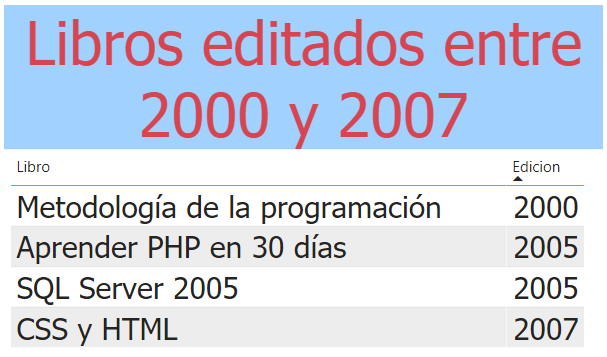 Libros editados entre
2000 y 2007
Libro Edicion
Metodología de la programación 2000
Aprender PHP en 30 días 2005
SQL Server 2005 2005
CSS y HTML 2007